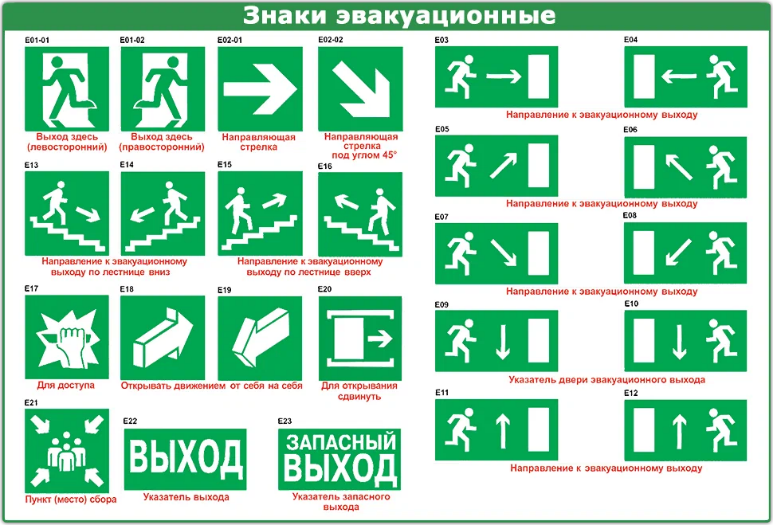 Знаки эвакуационные
E01-01
E01-02
E02-01
E02-02
E03
E04
Выход здесь
(левосторонний)
Выход здесь
(правосторонний)
Направляющая
стрелка
Направляющая
стрелка
под углом 45°
Направление к эвакуационному выходу
E05
E06
Направление к эвакуационному выходу
E13
E14
E15
E16
Направление к эвакуационному
выходу по лестнице вниз
Направление к эвакуационному
выходу по лестнице вверх
E07
E08
Направление к эвакуационному выходу
E17
E18
E19
E20
Для доступа
Открывать движением от себя на себя
Для открывания
сдвинуть
E09
E10
Указатель двери эвакуационного выхода
E21
Пункт (место) сбора
E22
ВЫХОД
Указатель выхода
E23
ЗАПАСНЫЙ
ВЫХОД
Указатель запасного
выхода
E11
E12
Направление к эвакуационному выходу